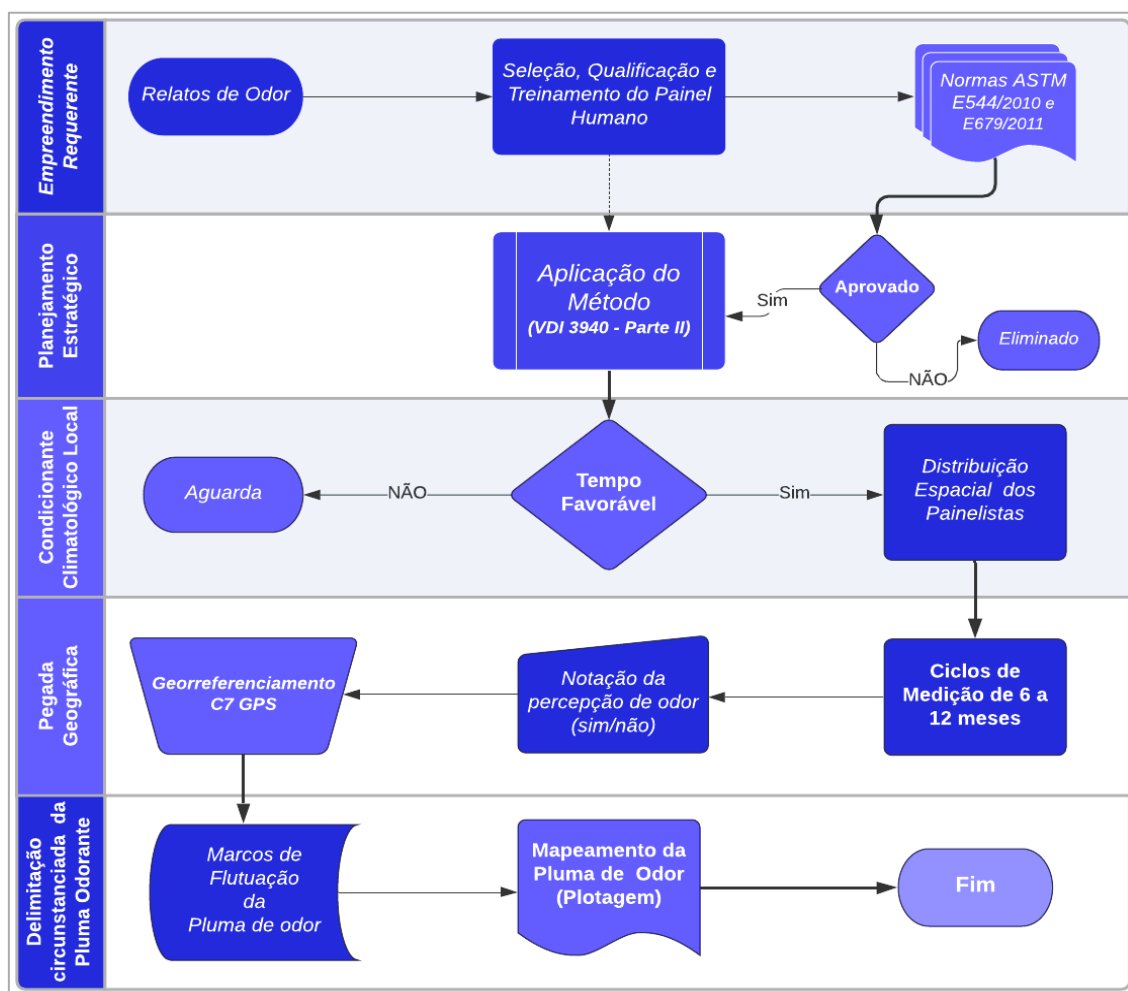 Empreendimento
Requerente
Relatos de Odor
Seleção, Qualificação e
Treinamento do Painel
Humano
Normas ASTM
E544/2010 e
E679/2011
Planejamento
Estratégico
Aplicação do
Método
(VDI 3940 - Parte II)
Sim
Aprovado
NÃO
Eliminado
Condicionante
Climatológico Local
Aguarda
NÃO
Tempo
Favorável
Sim
Distribuição
Espacial dos
Painelistas
Pegada
Geográfica
Georreferenciamento
C7 GPS
Notação da
percepção de odor
(sim/não)
Ciclos de
Medição de 6 a
12 meses
Delimitação
circunstanciada da
Pluma Odorante
Marcos de
Flutuação
da
Pluma de odor
Mapeamento da
Pluma de Odor
(Plotagem)
Fim